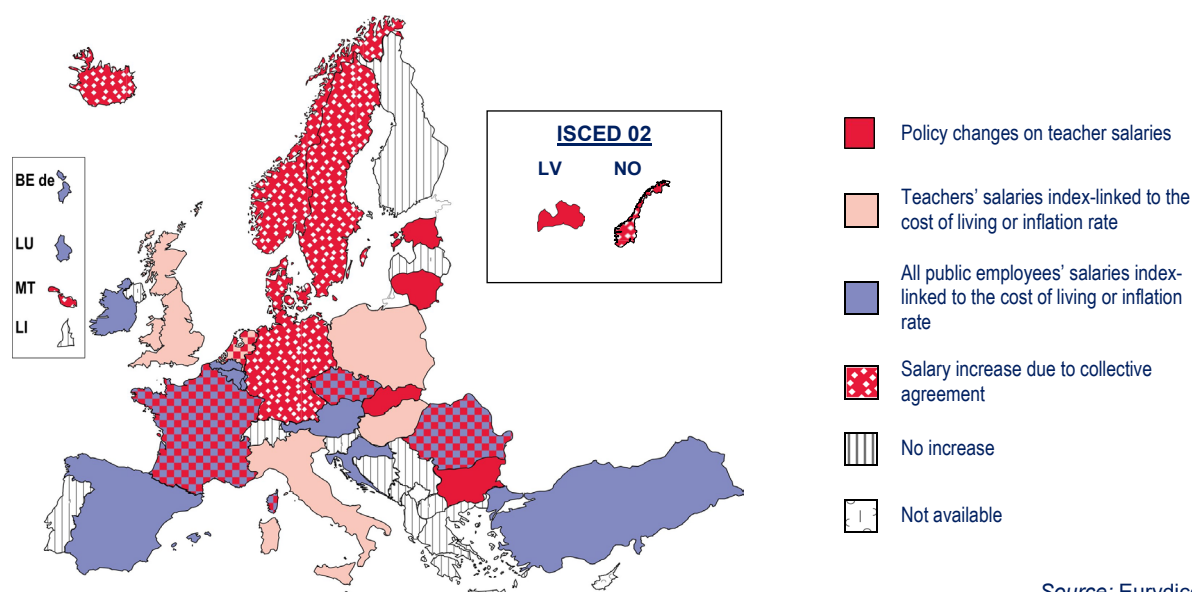 ISCED 02
LV NO
BE de
LU
MT
LI
Policy changes on teacher salaries
Teachers’ salaries index-linked to the
cost of living or inflation rate
All public employees’ salaries index-
linked to the cost of living or inflation
rate
Salary increase due to collective
agreement
No increase
Not available
Source: Eurydice